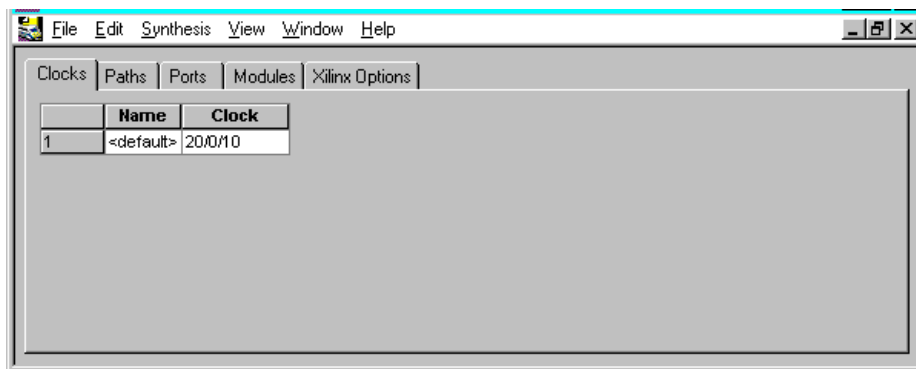 File Edit Synthesis View Window Help
Clocks Paths Ports Modules Xilinx Options
Name Clock
1 <default> 20/0/10